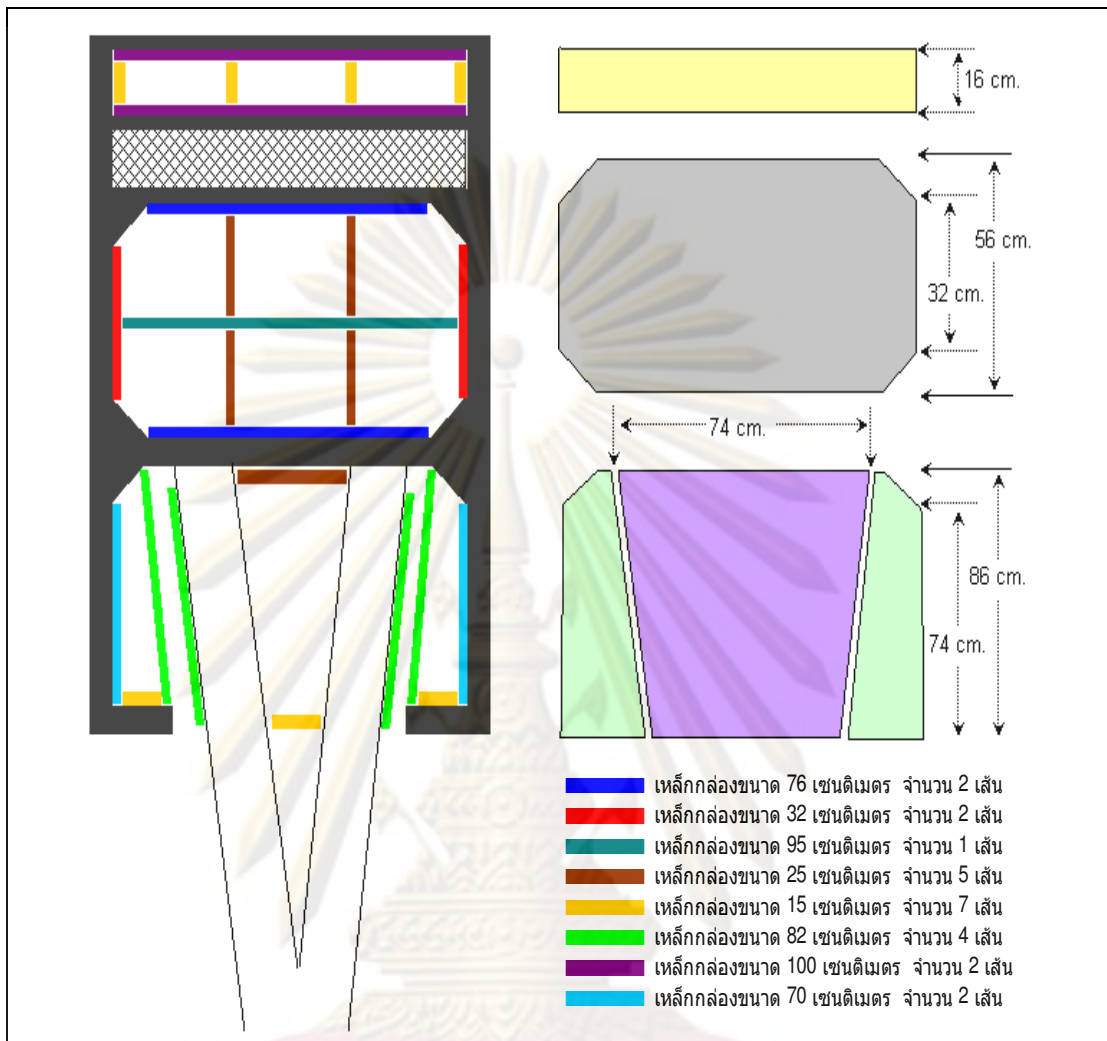 16 cm.
56 cm.
32 cm.
74 cm.
86 cm.
74 cm.
เหล็กกล่องขนาด 76 เซนติเมตร จำนวน 2 เส้น
เหล็กกล่องขนาด 32 เซนติเมตร จำนวน 2 เส้น
เหล็กกล่องขนาด 95 เซนติเมตร จำนวน 1 เส้น
เหล็กกล่องขนาด 25 เซนติเมตร จำนวน 5 เส้น
เหล็กกล่องขนาด 15 เซนติเมตร จำนวน 7 เส้น
เหล็กกล่องขนาด 82 เซนติเมตร จำนวน 4 เส้น
เหล็กกล่องขนาด 100 เซนติเมตร จำนวน 2 เส้น
เหล็กกล่องขนาด 70 เซนติเมตร จำนวน 2 เส้น